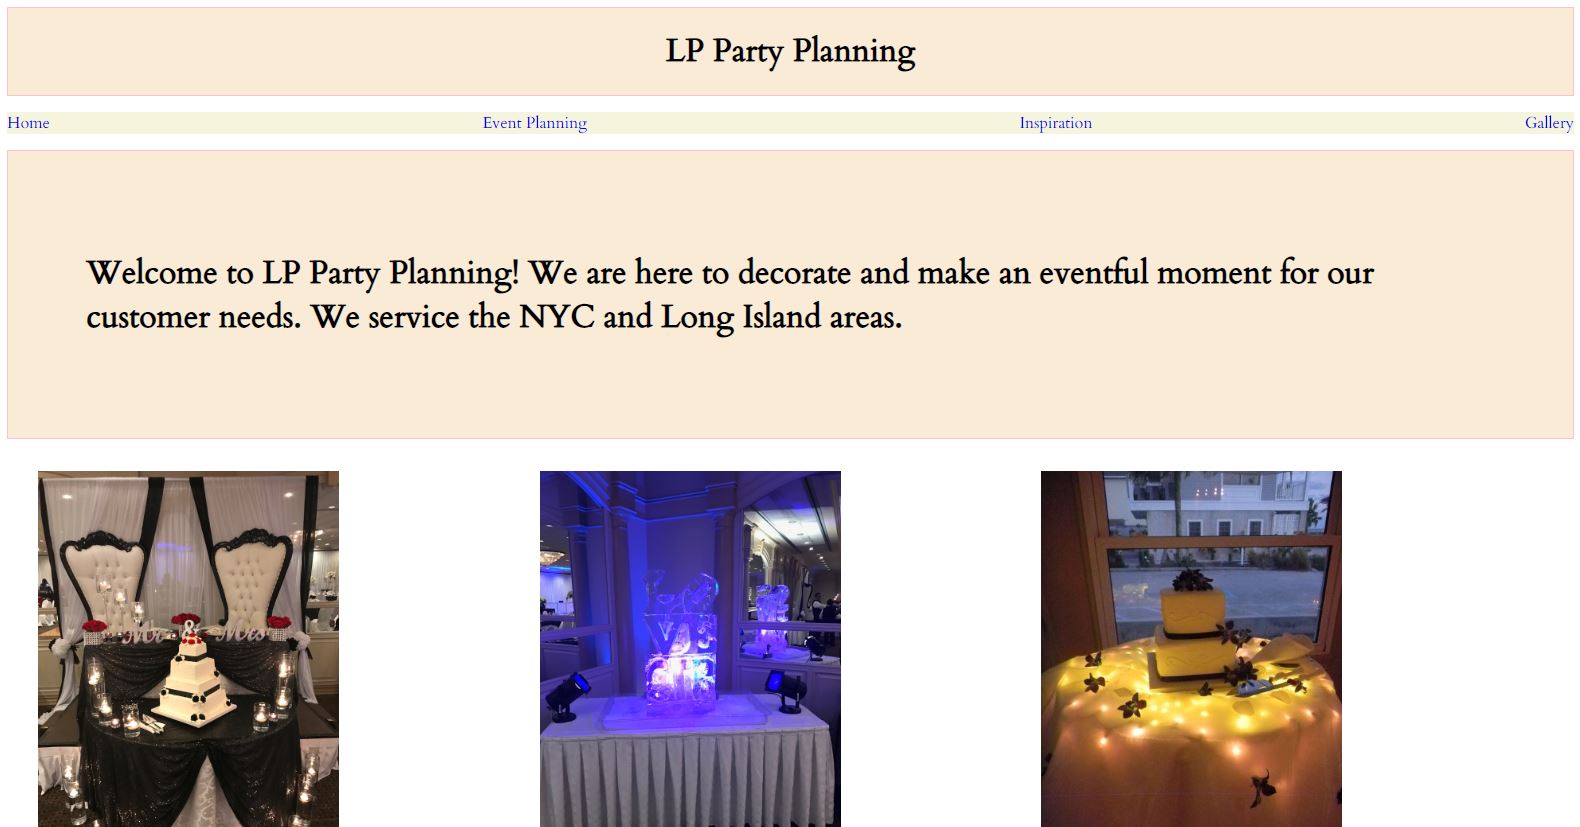 LP Party Planning
Home Event Planning Inspiration Gallery
Welcome to LP Party Planning! We are here to decorate and make an eventful moment for our
customer needs. We service the NYC and Long Island areas.
Mr & Mrs